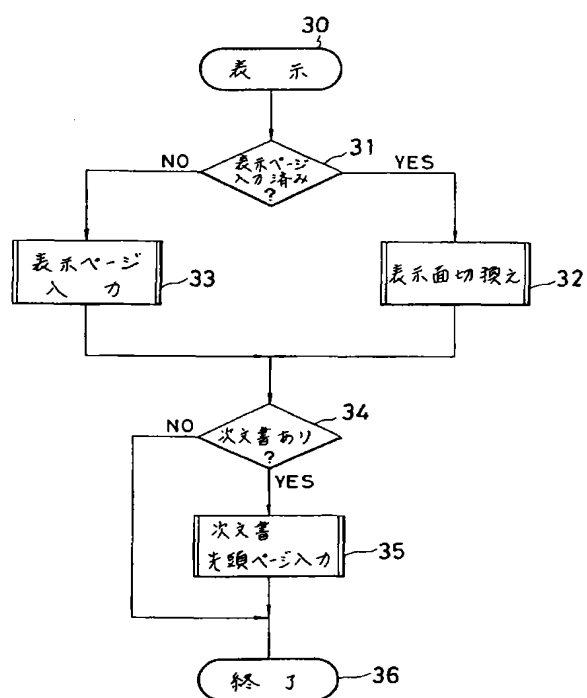 30
表 示
31
表示ページ
入力済み
?
NO
YES
表示ページ
入 力
33
表示面切換え
32
34
次文書あり
?
NO
YES
次文書
先頭ページ入力
35
終 了
36